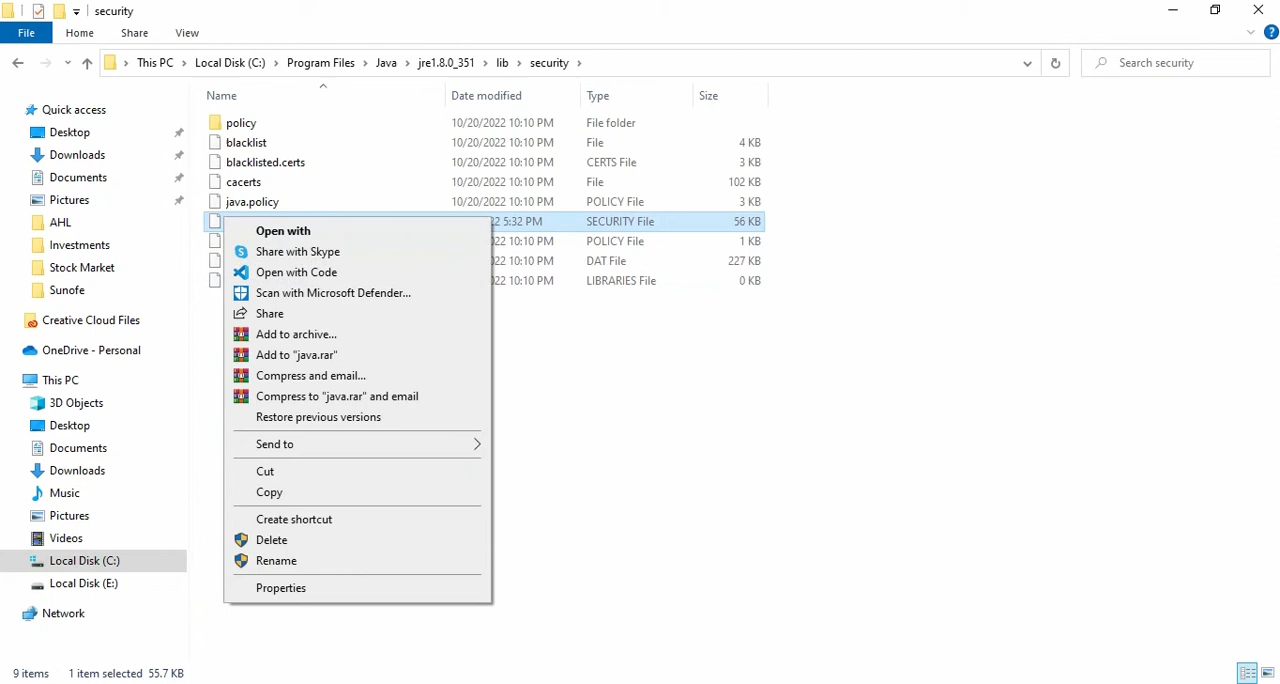 security
File Home Share View
This PC Local Disk (C:) Program Files Java jre1.8.0_351 lib security
Search security
Name Date modified Type Size
Quick access
Desktop
Downloads
Documents
Pictures
AHL
Investments
Stock Market
Sunofe
Creative Cloud Files
OneDrive - Personal
This PC
3D Objects
Desktop
Documents
Downloads
Music
Pictures
Videos
Local Disk (C:)
Local Disk (E:)
Network
policy 10/20/2022 10:10 PM File folder
blacklist 10/20/2022 10:10 PM File 4 KB
blacklisted.certs 10/20/2022 10:10 PM CERTS File 3 KB
cacerts 10/20/2022 10:10 PM File 102 KB
java.policy 10/20/2022 10:10 PM POLICY File 3 KB
22 5:32 PM SECURITY File 56 KB
22 10:10 PM POLICY File 1 KB
22 10:10 PM DAT File 227 KB
22 10:10 PM LIBRARIES File 0 KB
Open with
Share with Skype
Open with Code
Scan with Microsoft Defender...
Share
Add to archive...
Add to "java.rar"
Compress and email...
Compress to "java.rar" and email
Restore previous versions
Send to
Cut
Copy
Create shortcut
Delete
Rename
Properties
9 items 1 item selected 55.7 KB